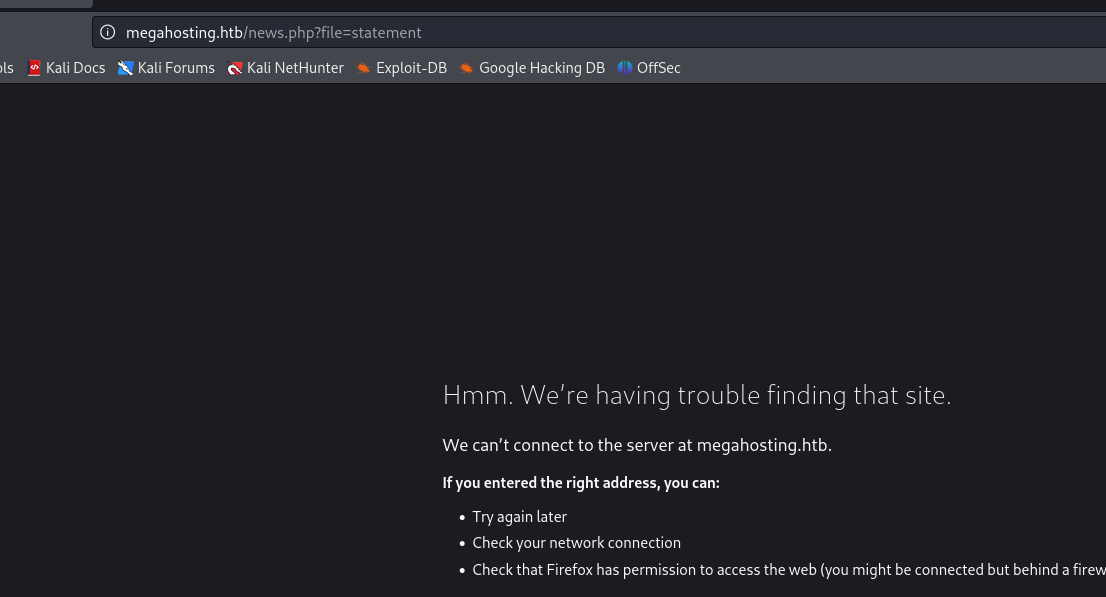 megahosting.htb/news.php?file=statement
ols Kali Docs Kali Forums Kali NetHunter Exploit-DB Google Hacking DB OffSec
Hmm. We’re having trouble finding that site.
We can’t connect to the server at megahosting.htb.
If you entered the right address, you can:
• Try again later
• Check your network connection
• Check that Firefox has permission to access the web (you might be connected but behind a firew